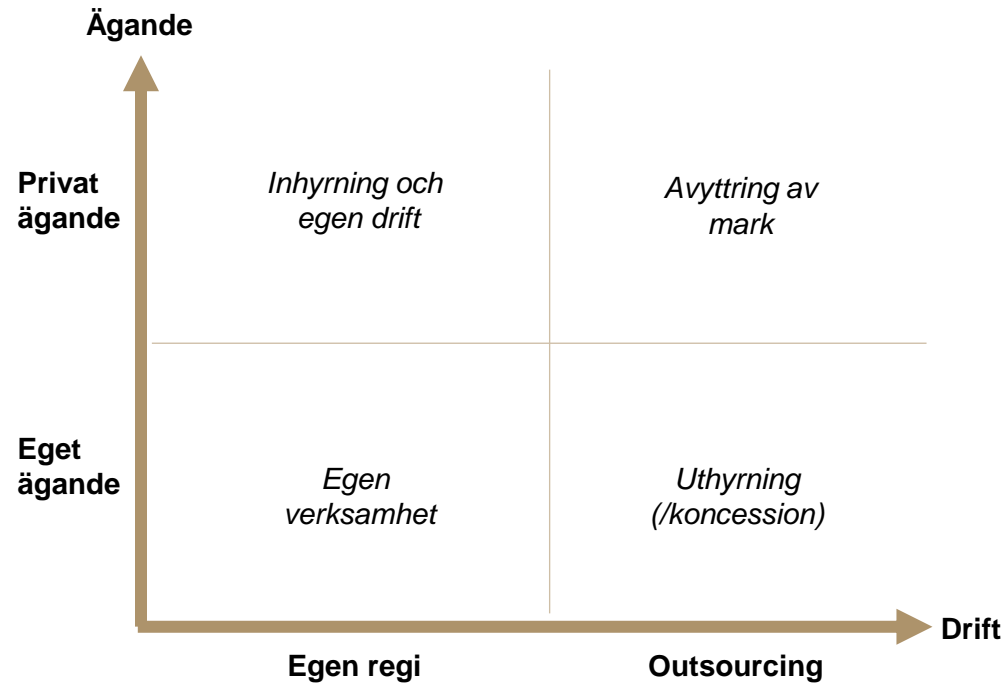 Ägande
Privat
ägande
Inhyrning och
egen drift
Avyttring av
mark
Eget
ägande
Egen
verksamhet
Uthyrning
(/koncession)
Drift
Egen regi
Outsourcing